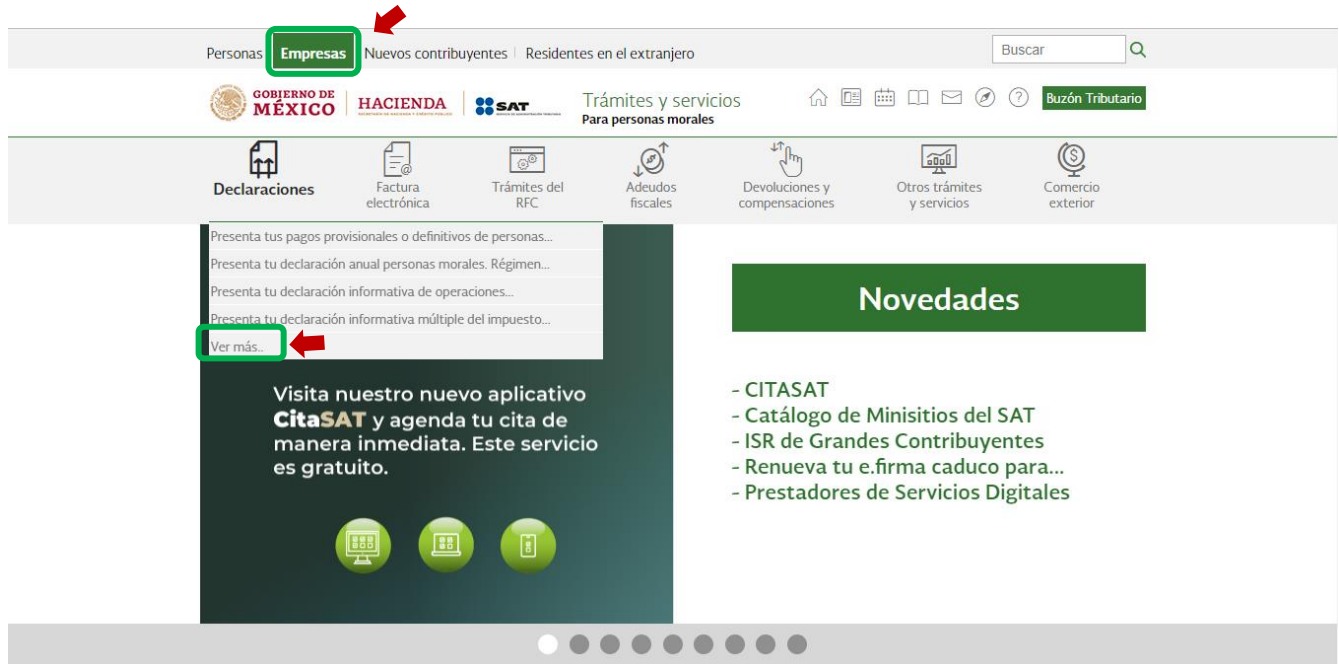 Personas
Empresas
Nuevos contribuyentes
Residentes en el extranjero
Buscar
GOBIERNO DE
MÉXICO
HACIENDA
SAT
Trámites y servicios
Para personas morales
Buzón Tributario
Declaraciones
Factura
electrónica
Trámites del
RFC
Adeudos
fiscales
Devoluciones y
compensaciones
Otros trámites
y servicios
Comercio
exterior
Presenta tus pagos provisionales o definitivos de personas...
Presenta tu declaración anual personas morales. Régimen...
Presenta tu declaración informativa de operaciones...
Presenta tu declaración informativa múltiple del impuesto...
Ver más..
Visita nuestro nuevo aplicativo
CitaSAT y agenda tu cita de
manera inmediata. Este servicio
es gratuito.
Novedades
- CITASAT
- Catálogo de Minisitios del SAT
- ISR de Grandes Contribuyentes
- Renueva tu e.firma caduco para...
- Prestadores de Servicios Digitales